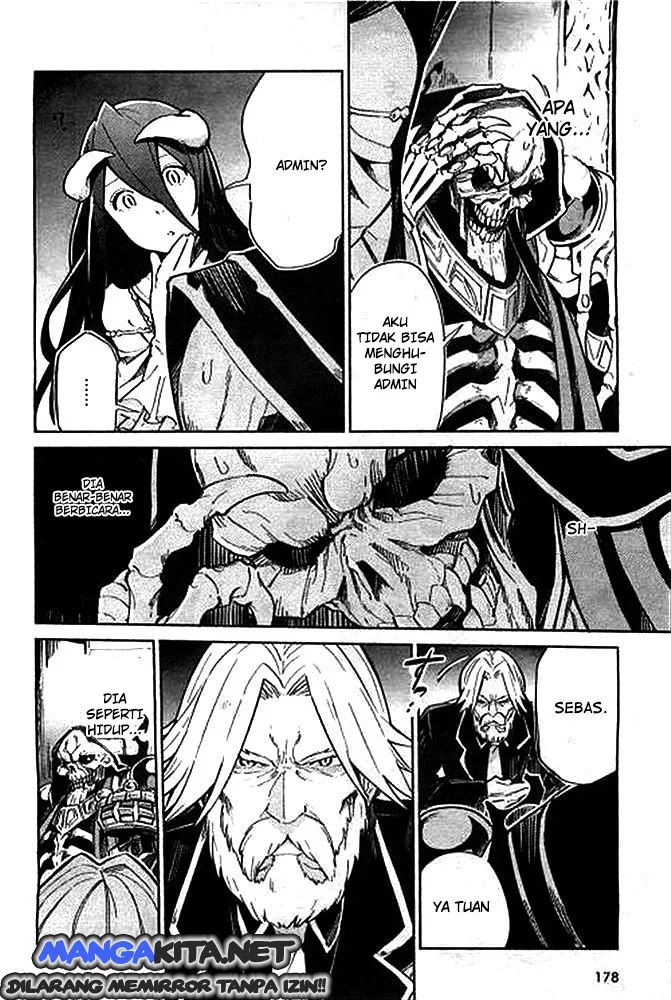 APA
YANG...
AKU
TIDAK BISA
MENGHU-
BUNGI
ADMIN
ADMIN?
......
DIA
BENAR-BENAR
BERBICARA...
SH-
SEBAS.
YA TUAN
DIA
SEPERTI
HIDUP...
MANGAKITA.NET
DILARANG MEMIRROR TANPA IZIN!!
178